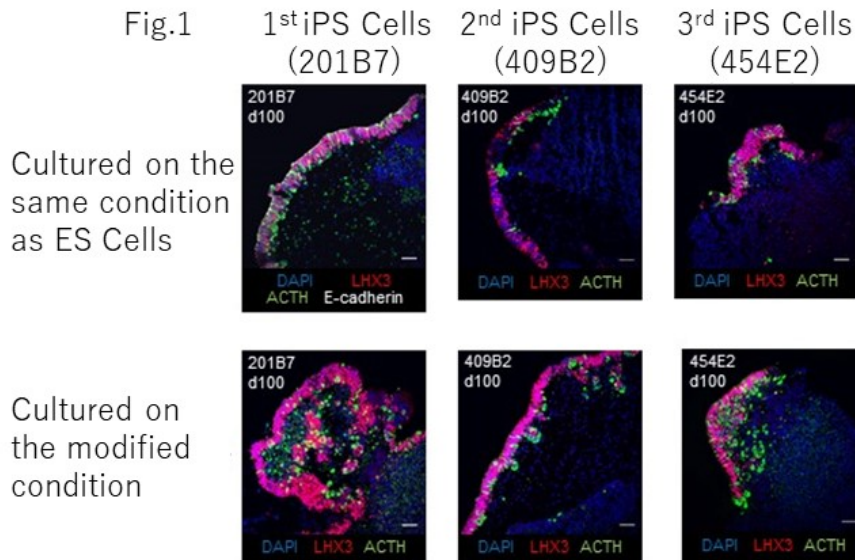 Fig.1
1st iPS Cells
(201B7)
2nd iPS Cells
(409B2)
3rd iPS Cells
(454E2)
Cultured on the
same condition
as ES Cells
201B7
d100
DAPI LHX3
ACTH E-cadherin
409B2
d100
DAPI LHX3 ACTH
454E2
d100
DAPI LHX3 ACTH
Cultured on
the modified
condition
201B7
d100
DAPI LHX3 ACTH
409B2
d100
DAPI LHX3 ACTH
454E2
d100
DAPI LHX3 ACTH